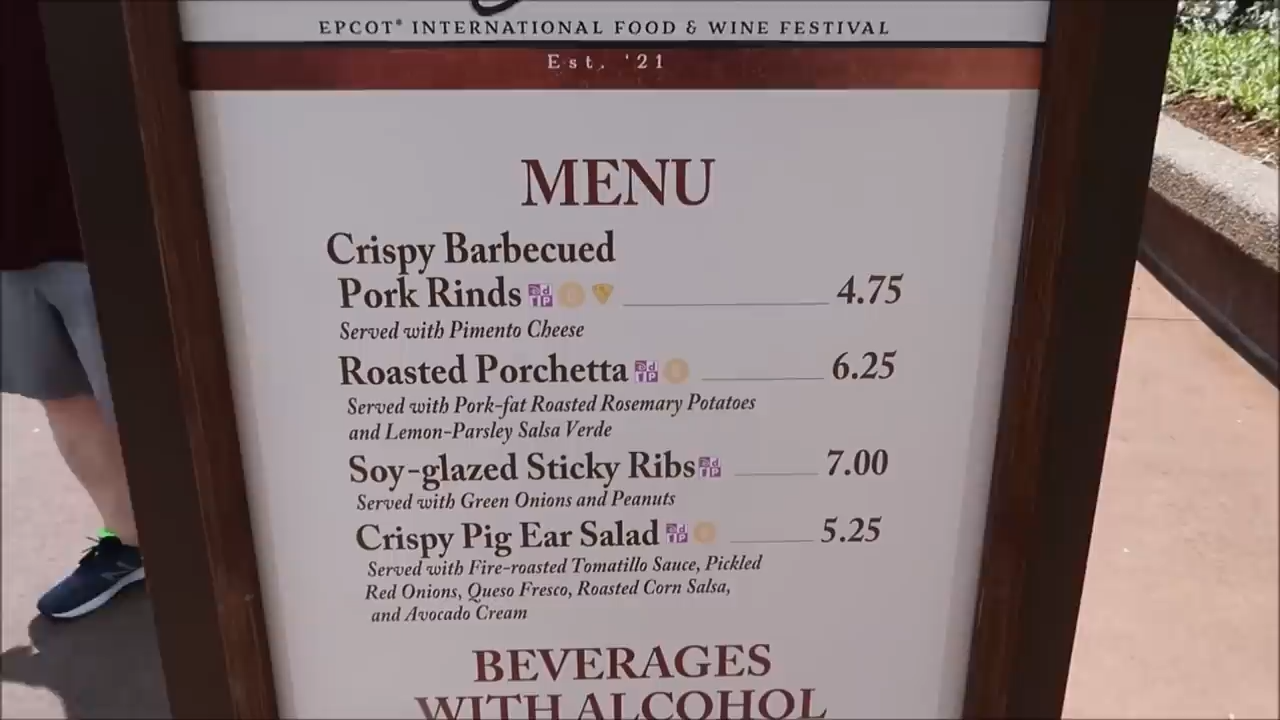 EPCOT® INTERNATIONAL FOOD & WINE FESTIVAL
Est. '21
MENU
Crispy Barbecued
Pork Rinds 4.75
Served with Pimento Cheese
Roasted Porchetta 6.25
Served with Pork-fat Roasted Rosemary Potatoes
and Lemon-Parsley Salsa Verde
Soy-glazed Sticky Ribs 7.00
Served with Green Onions and Peanuts
Crispy Pig Ear Salad 5.25
Served with Fire-roasted Tomatillo Sauce, Pickled
Red Onions, Queso Fresco, Roasted Corn Salsa,
and Avocado Cream
BEVERAGES
WITH ALCOHOL